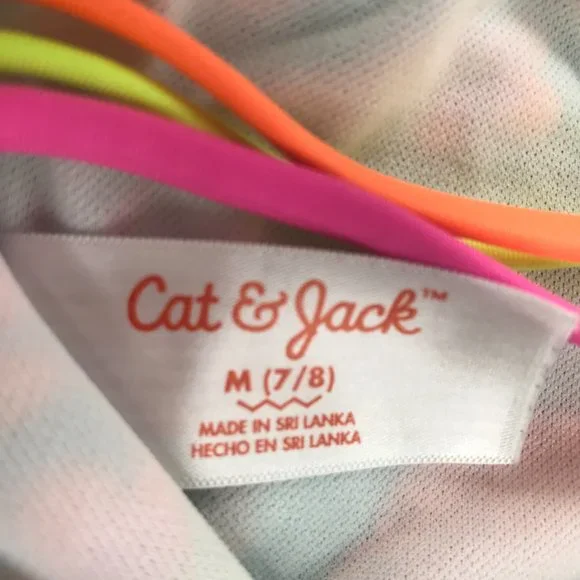 Cat & Jack™
M (7/8)
MADE IN SRI LANKA
HECHO EN SRI LANKA